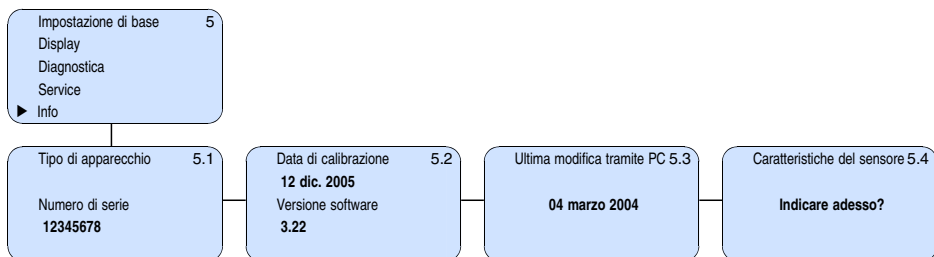 Impostazione di base 5
Display
Diagnostica
Service
▶ Info
Tipo di apparecchio 5.1
Numero di serie
12345678
Data di calibrazione 5.2
12 dic. 2005
Versione software
3.22
Ultima modifica tramite PC 5.3
04 marzo 2004
Caratteristiche del sensore 5.4
Indicare adesso?